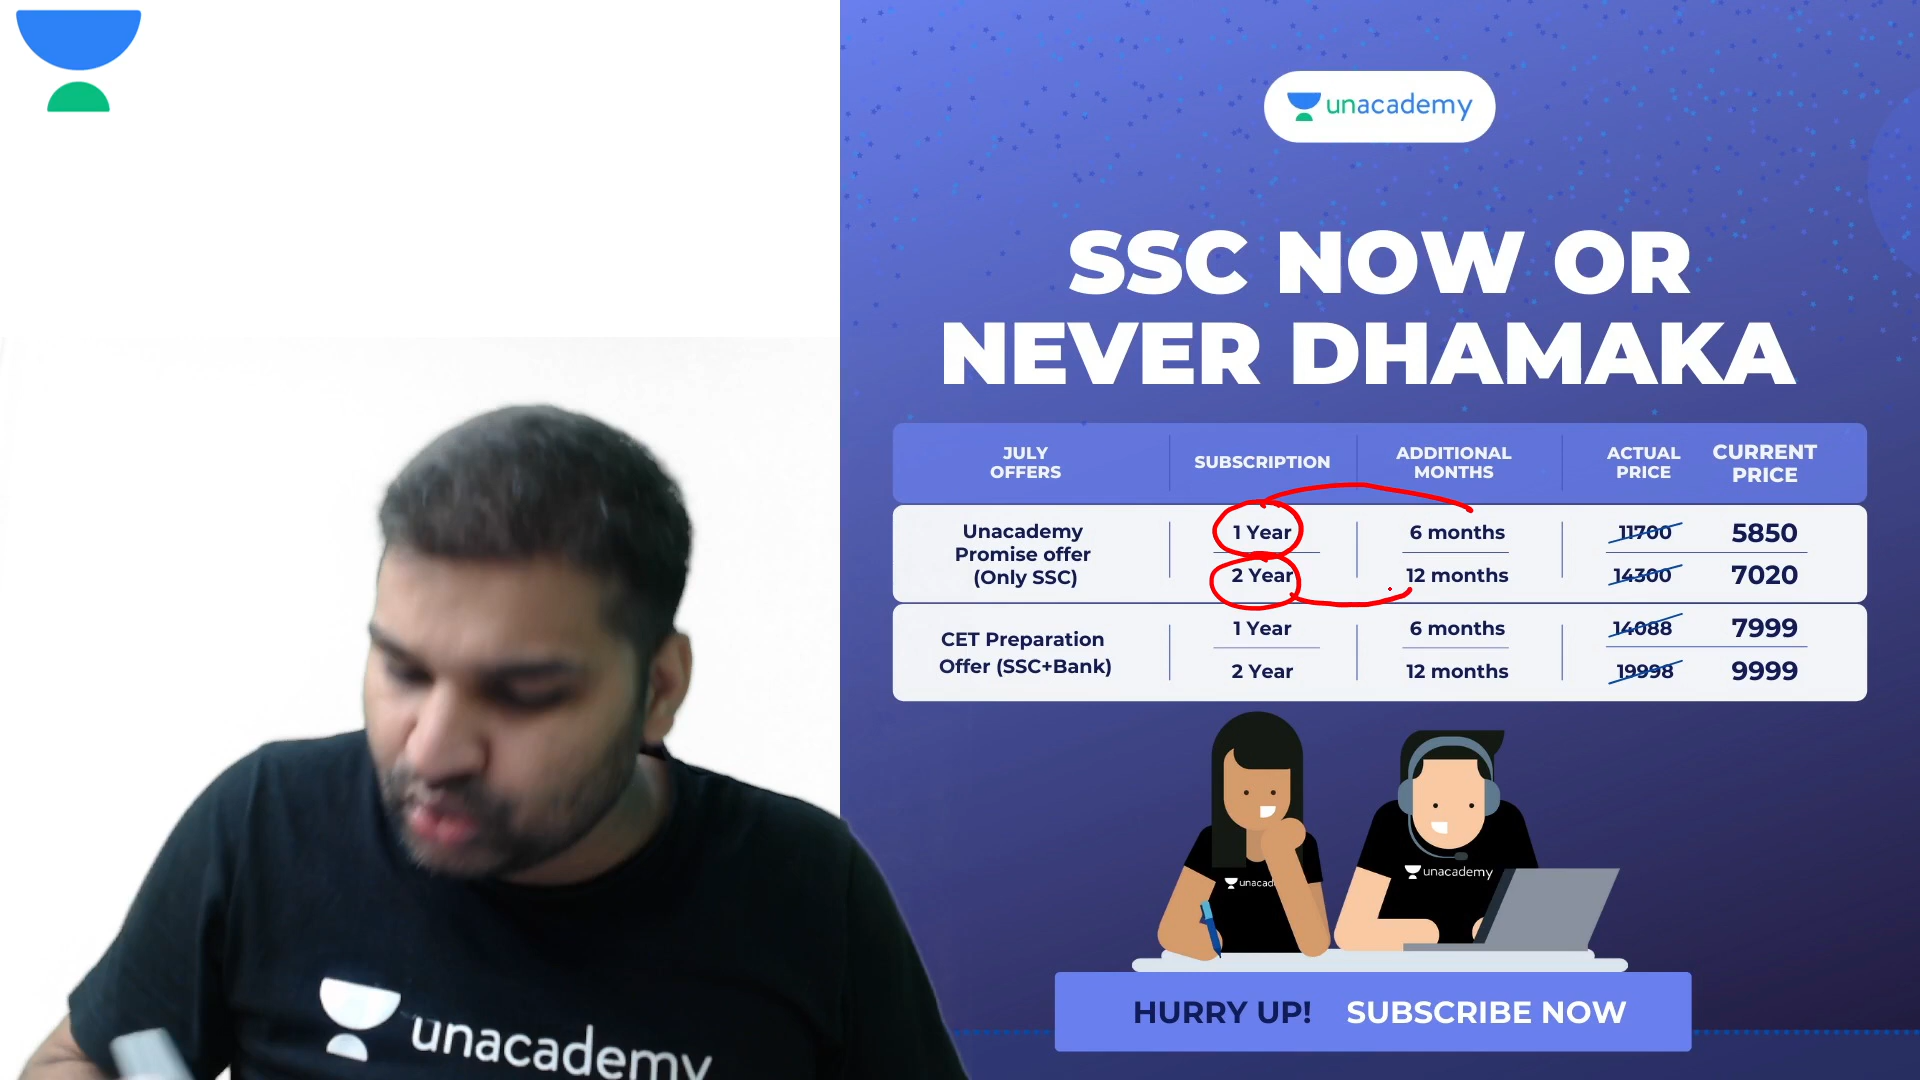 unacademy
SSC NOW OR
NEVER DHAMAKA
JULY
OFFERS
SUBSCRIPTION
ADDITIONAL
MONTHS
ACTUAL
PRICE
CURRENT
PRICE
Unacademy
Promise offer
(Only SSC)
1 Year
6 months
11700
5850
2 Year
12 months
14300
7020
CET Preparation
Offer (SSC+Bank)
1 Year
6 months
14088
7999
2 Year
12 months
19998
9999
unacad
unacademy
HURRY UP! SUBSCRIBE NOW
unacademy